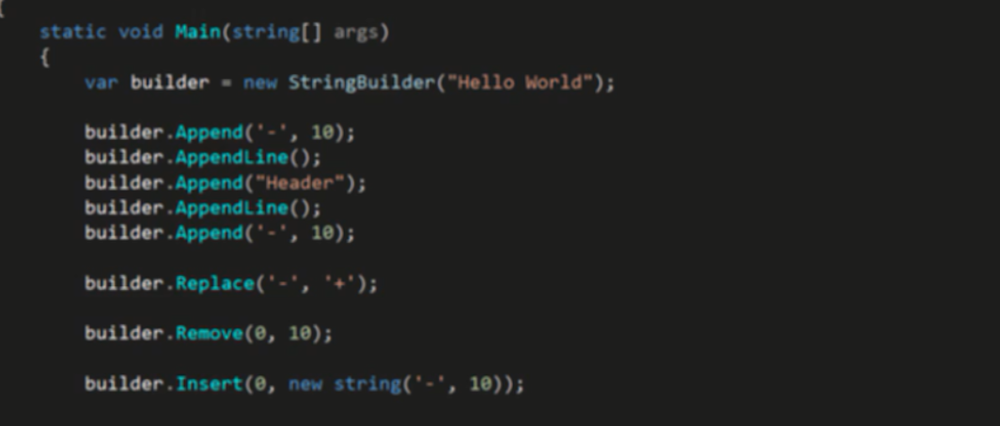 {
static void Main(string[] args)
{
var builder = new StringBuilder("Hello World");
builder.Append('-', 10);
builder.AppendLine();
builder.Append("Header");
builder.AppendLine();
builder.Append('-', 10);
builder.Replace('-', '+');
builder.Remove(0, 10);
builder.Insert(0, new string('-', 10));